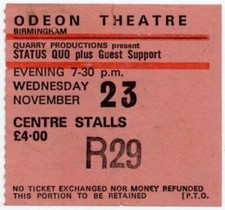 ODEON THEATRE
BIRMINGHAM
QUARRY PRODUCTIONS present
STATUS QUO plus Guest Support
EVENING 7-30 p.m.
WEDNESDAY
NOVEMBER 23
CENTRE STALLS
£4·00
R29
NO TICKET EXCHANGED NOR MONEY REFUNDED
THIS PORTION TO BE RETAINED [P.T.O.